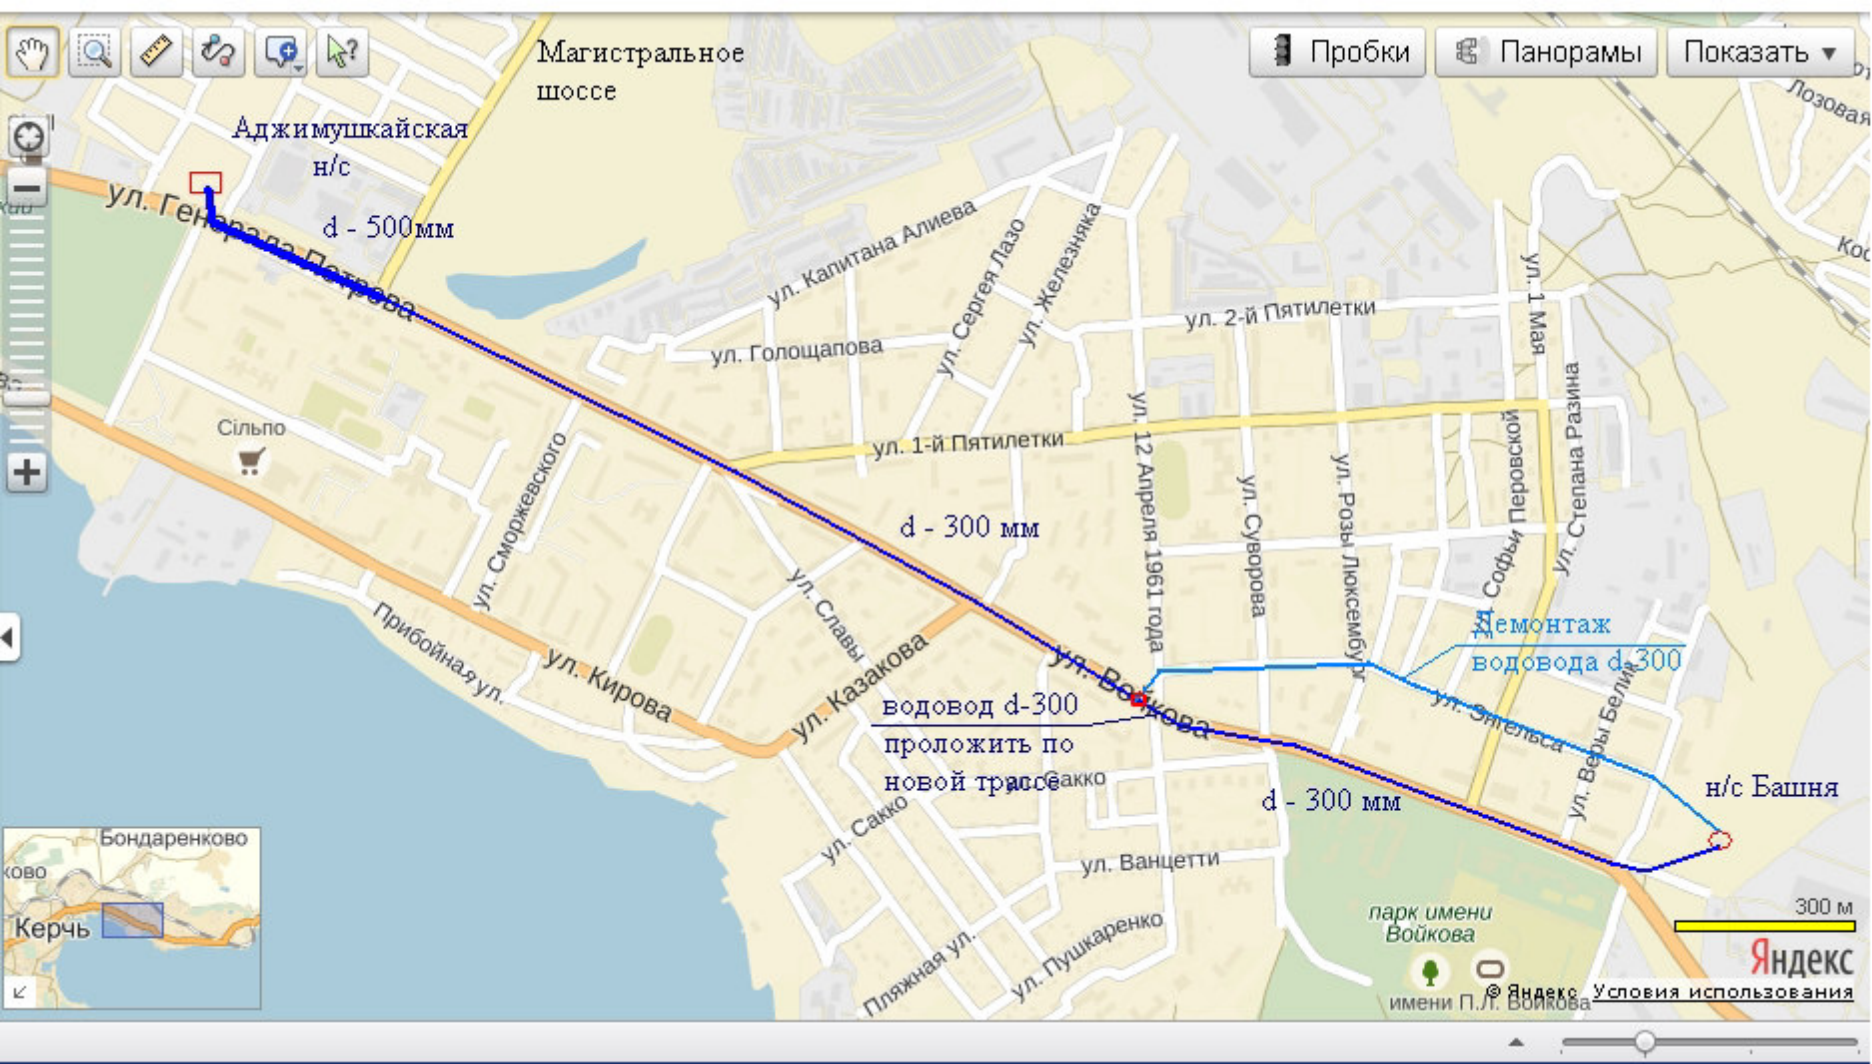 Магистральное
шоссе
Пробки
Панорамы
Показать
Лозовая
Аджимушкайская
н/с
ул. Генерала Петрова
d - 500мм
ул. Капитана Алиева
ул. Сергея Лазо
ул. Железняка
ул. 2-й Пятилетки
ул. 1 Мая
ул. Голощапова
ул. Степана Разина
Сільпо
ул. 1-й Пятилетки
ул. 12 Апреля 1961 года
ул. Софьи Перовской
ул. Сморжевского
d - 300 мм
ул. Суворова
ул. Розы Люксембург
ул. Славы
Прибойная ул.
ул. Кирова
ул. Казакова
ул. Войкова
Демонтаж
водовода d-300
ул. Энгельса
ул. Веры Белик
водовод d-300
проложить по
новой трассе
ул. Сакко
d - 300 мм
н/с Башня
ул. Сакко
ул. Ванцетти
Бондаренково
Керчь
ул. Пушкаренко
Пляжная ул.
парк имени
Войкова
300 м
Яндекс
© Яндекс Условия использования
имени П.Л. Войкова